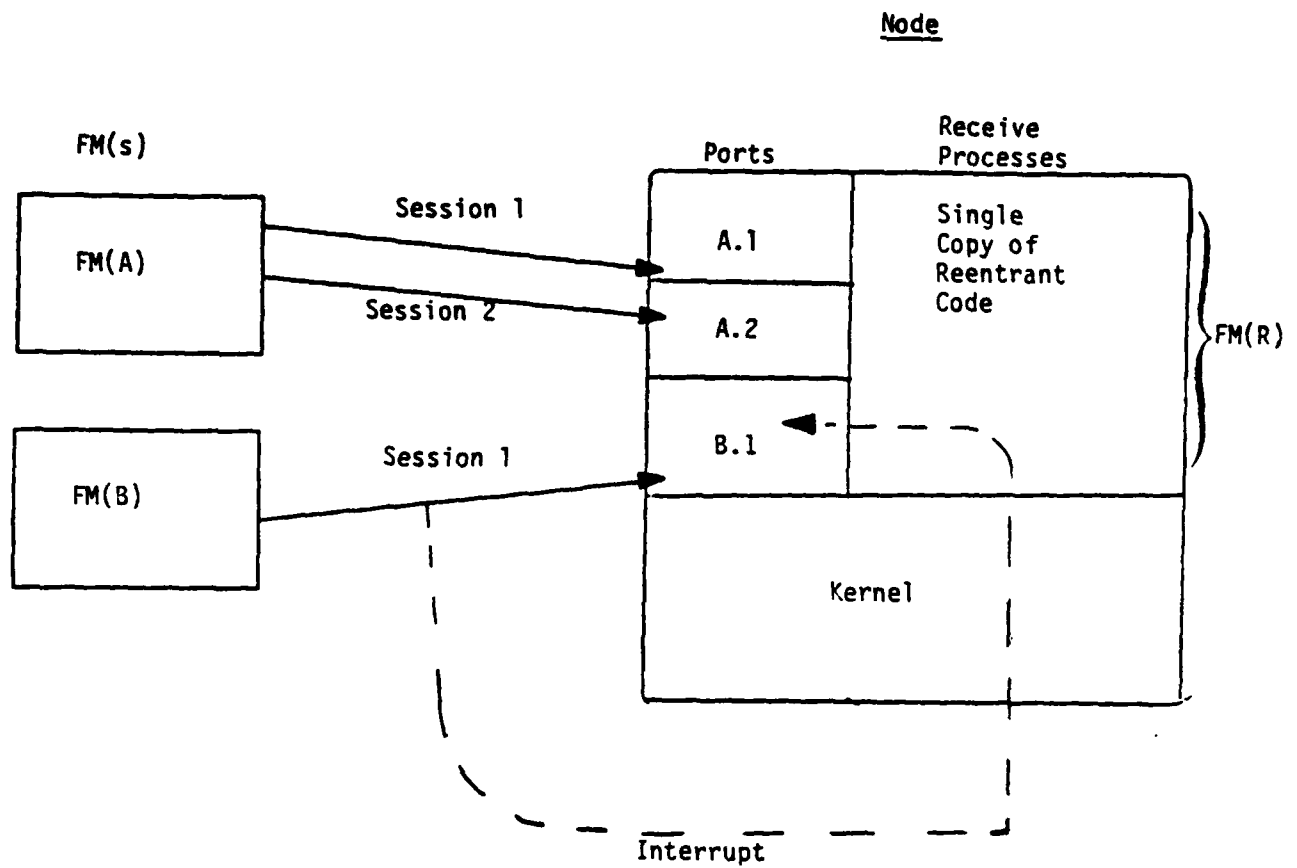 Node
FM(s)
Ports
Receive
Processes
FM(A)
Session 1
Session 2
A.1
A.2
Single
Copy of
Reentrant
Code
FM(R)
FM(B)
Session 1
B.1
Kernel
Interrupt